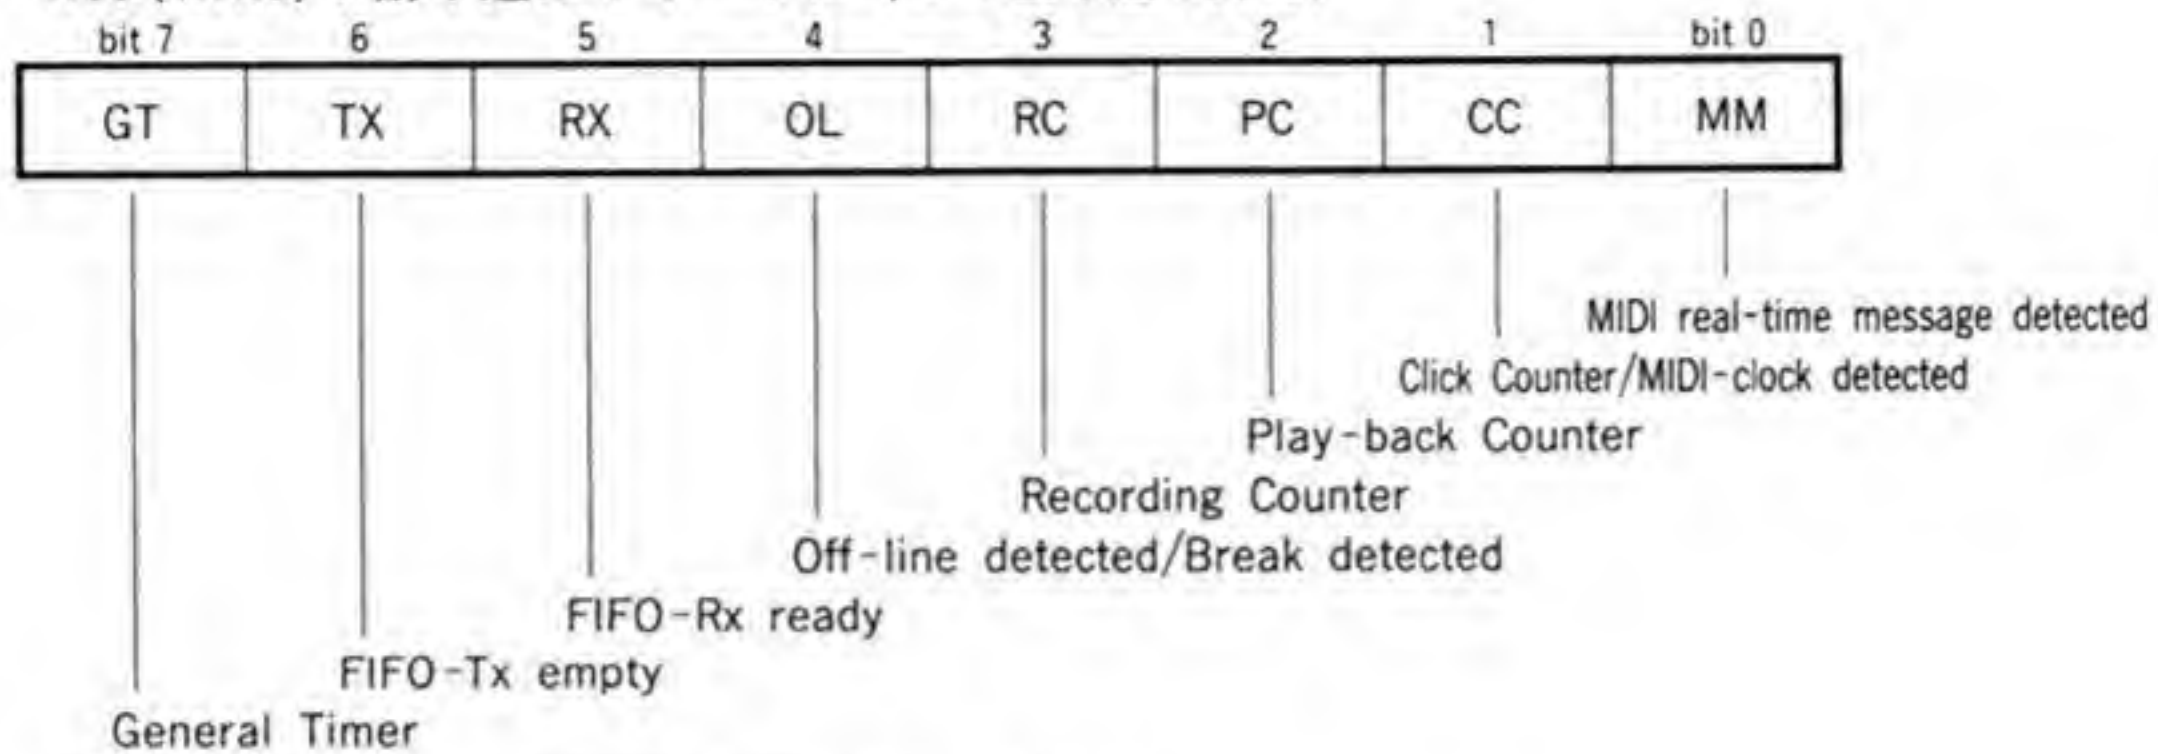 bit 7 6 5 4 3 2 1 bit 0
GT TX RX OL RC PC CC MM
MIDI real-time message detected
Click Counter/MIDI-clock detected
Play-back Counter
Recording Counter
Off-line detected/Break detected
FIFO-Rx ready
FIFO-Tx empty
General Timer